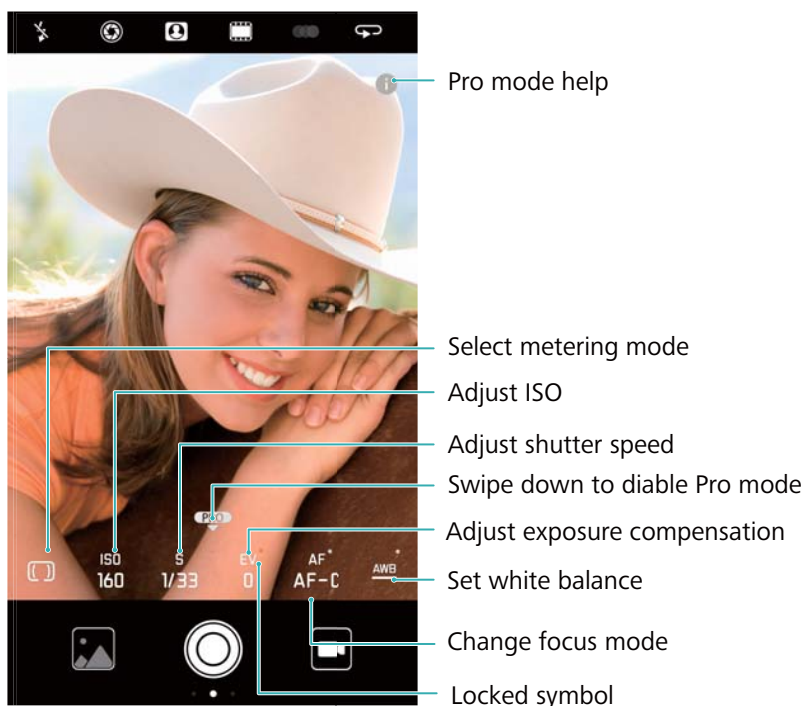 Pro mode help
Select metering mode
Adjust ISO
Adjust shutter speed
Swipe down to diable Pro mode
PRO
Adjust exposure compensation
ISO S EV AF AWB
160 1/33 0 AF-C
Set white balance
Change focus mode
Locked symbol